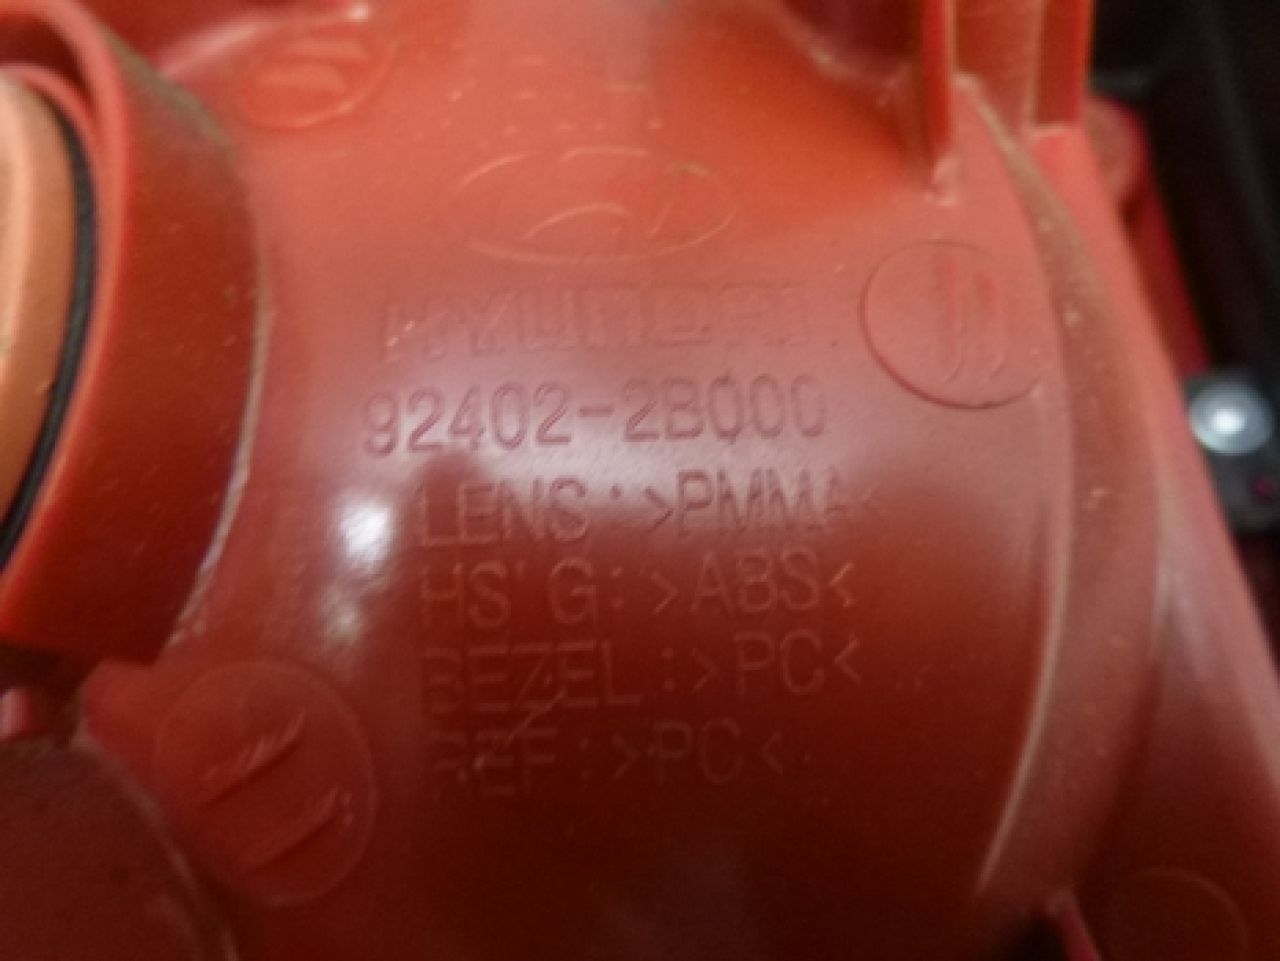 HYUNDAI
92402-2B000
LENS:>PMMA<
HS'G:>ABS<
BEZEL:>PC<
REF:>PC<